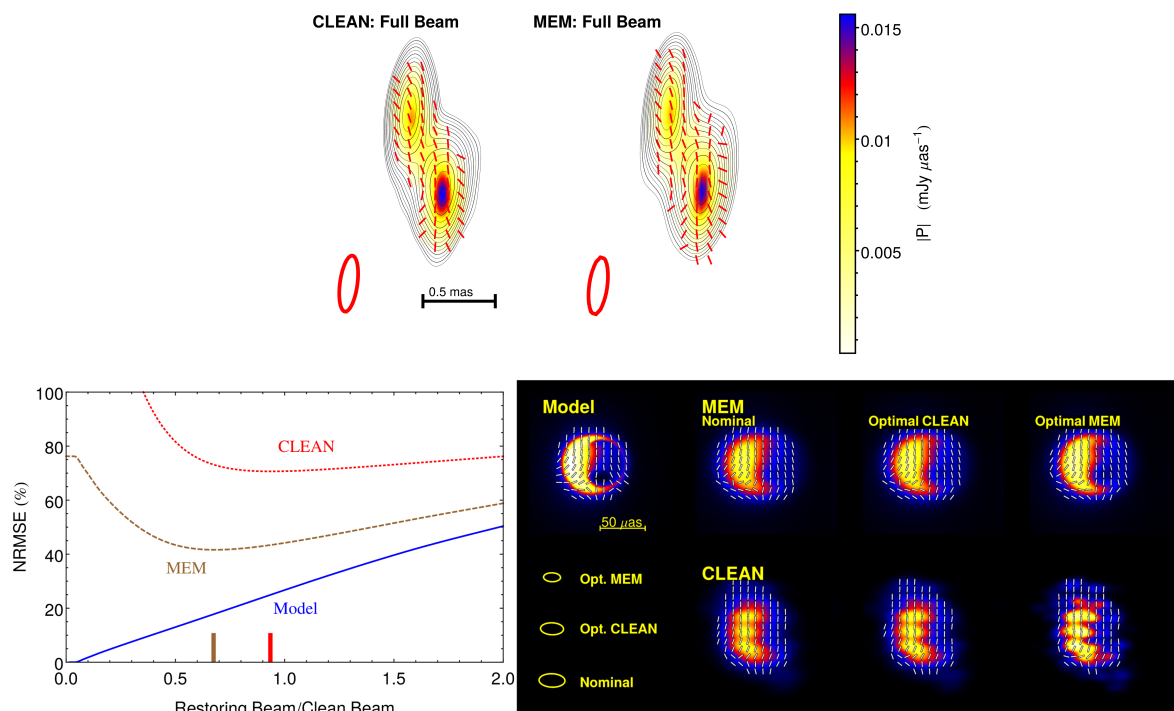 CLEAN: Full Beam
MEM: Full Beam
0.5 mas
0.015
0.01
0.005
|P| (mJy μas⁻¹)
100
80
60
40
20
0
NRMSE (%)
CLEAN
MEM
Model
0.0
0.5
1.0
1.5
2.0
Restoring Beam/Clean Beam
Model
MEM
Nominal
Optimal CLEAN
Optimal MEM
50 μas
Opt. MEM
CLEAN
Opt. CLEAN
Nominal